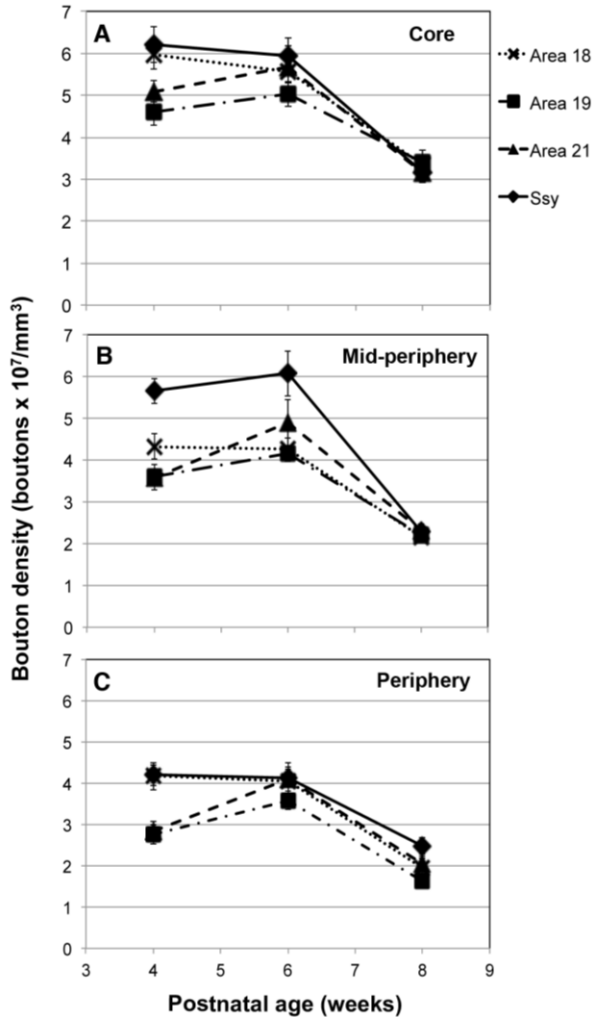 A
Core
7
6
5
4
3
2
1
0
Area 18
Area 19
Area 21
Ssy
B
Mid-periphery
7
6
5
4
3
2
1
0
C
Periphery
7
6
5
4
3
2
1
0
3 4 6 8 9
Postnatal age (weeks)
Bouton density (boutons x 10⁷/mm³)